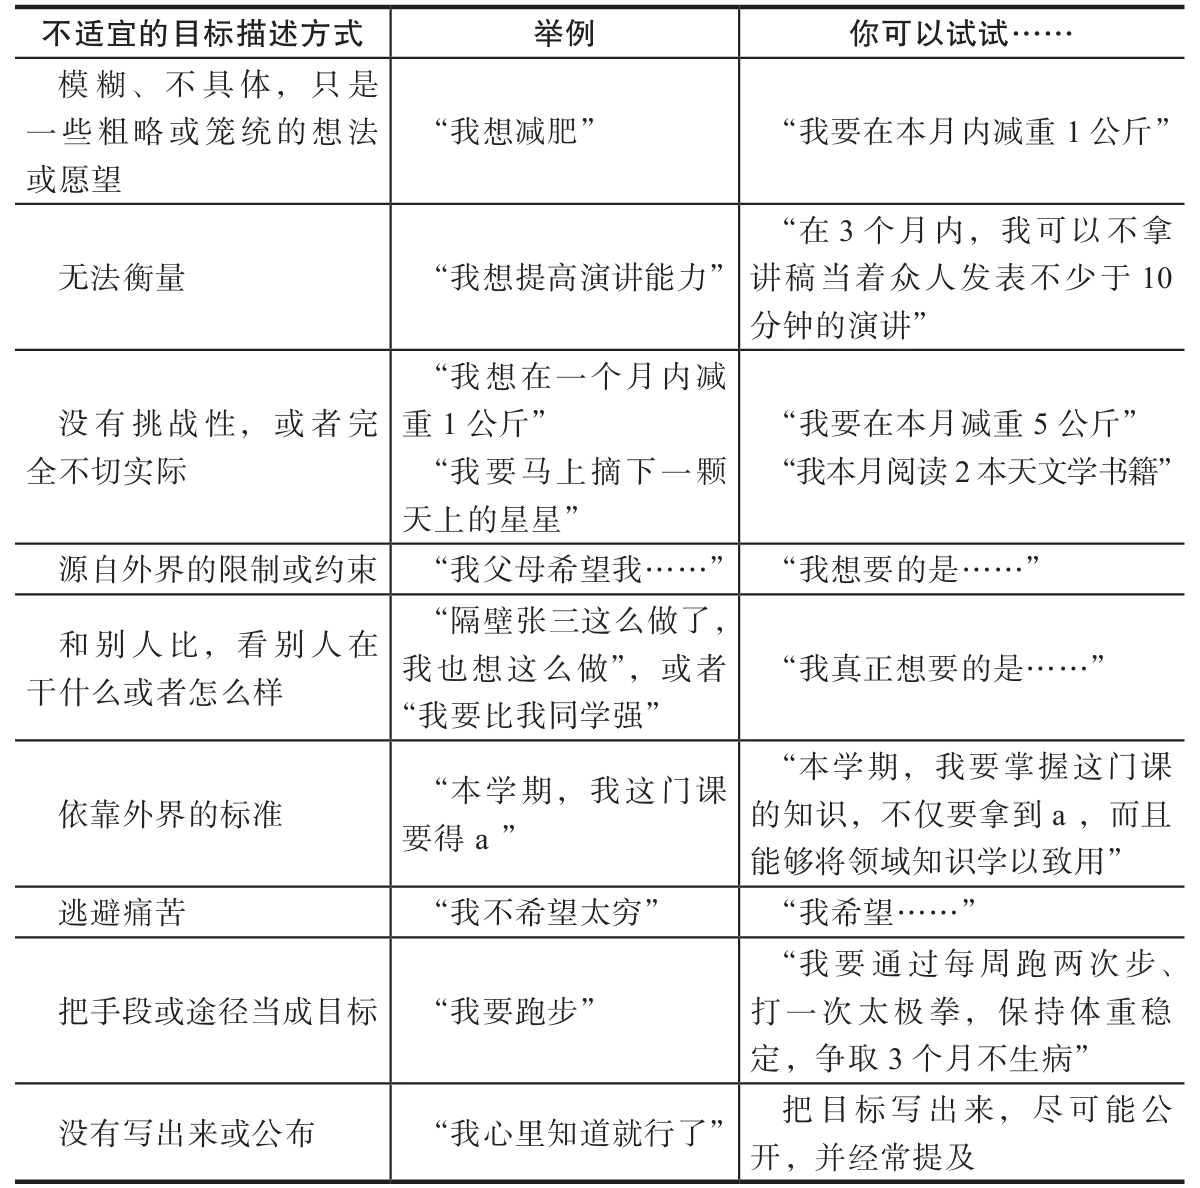 不适宜的目标描述方式
举例
你可以试试……
模糊、不具体，只是
一些粗略或笼统的想法
或愿望
“我想减肥”
“我要在本月内减重 1 公斤”
无法衡量
“我想提高演讲能力”
“在 3 个月内，我可以不拿
讲稿当着众人发表不少于 10
分钟的演讲”
没有挑战性，或者完
全不切实际
“我想在一个月内减
重 1 公斤”
“我要马上摘下一颗
天上的星星”
“我要在本月减重 5 公斤”
“我本月阅读 2 本天文学书籍”
源自外界的限制或约束
“我父母希望我……”
“我想要的是……”
和别人比，看别人在
干什么或者怎么样
“隔壁张三这么做了，
我也想这么做”，或者
“我要比我同学强”
“我真正想要的是……”
依靠外界的标准
“本学期，我这门课
要得 a ”
“本学期，我要掌握这门课
的知识，不仅要拿到 a ，而且
能够将领域知识学以致用”
逃避痛苦
“我不希望太穷”
“我希望……”
把手段或途径当成目标
“我要跑步”
“我要通过每周跑两次步、
打一次太极拳，保持体重稳
定，争取 3 个月不生病”
没有写出来或公布
“我心里知道就行了”
把目标写出来，尽可能公
开，并经常提及